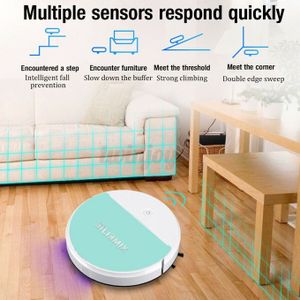 Multiple sensors respond quickly
Encountered a step
Intelligent fall
prevention
Encounter furniture
Slow down the buffer
Meet the threshold
Strong climbing
Meet the corner
Double edge sweep